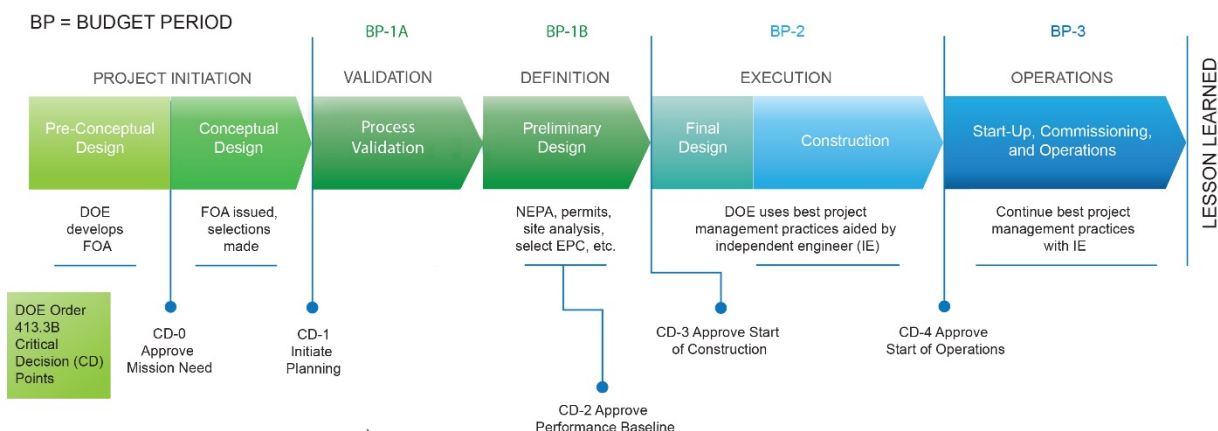 BP = BUDGET PERIOD
BP-1A
BP-1B
BP-2
BP-3
PROJECT INITIATION
VALIDATION
DEFINITION
EXECUTION
OPERATIONS
Pre-Conceptual
Design
Conceptual
Design
Process
Validation
Preliminary
Design
Final
Design
Construction
Start-Up, Commissioning,
and Operations
LESSON LEARNED
DOE
develops
FOA
FOA issued,
selections
made
NEPA, permits,
site analysis,
select EPC, etc.
DOE uses best project
management practices aided by
independent engineer (IE)
Continue best project
management practices
with IE
DOE Order
413.3B
Critical
Decision (CD)
Points
CD-0
Approve
Mission Need
CD-1
Initiate
Planning
CD-2 Approve
Performance Baseline
CD-3 Approve Start
of Construction
CD-4 Approve
Start of Operations